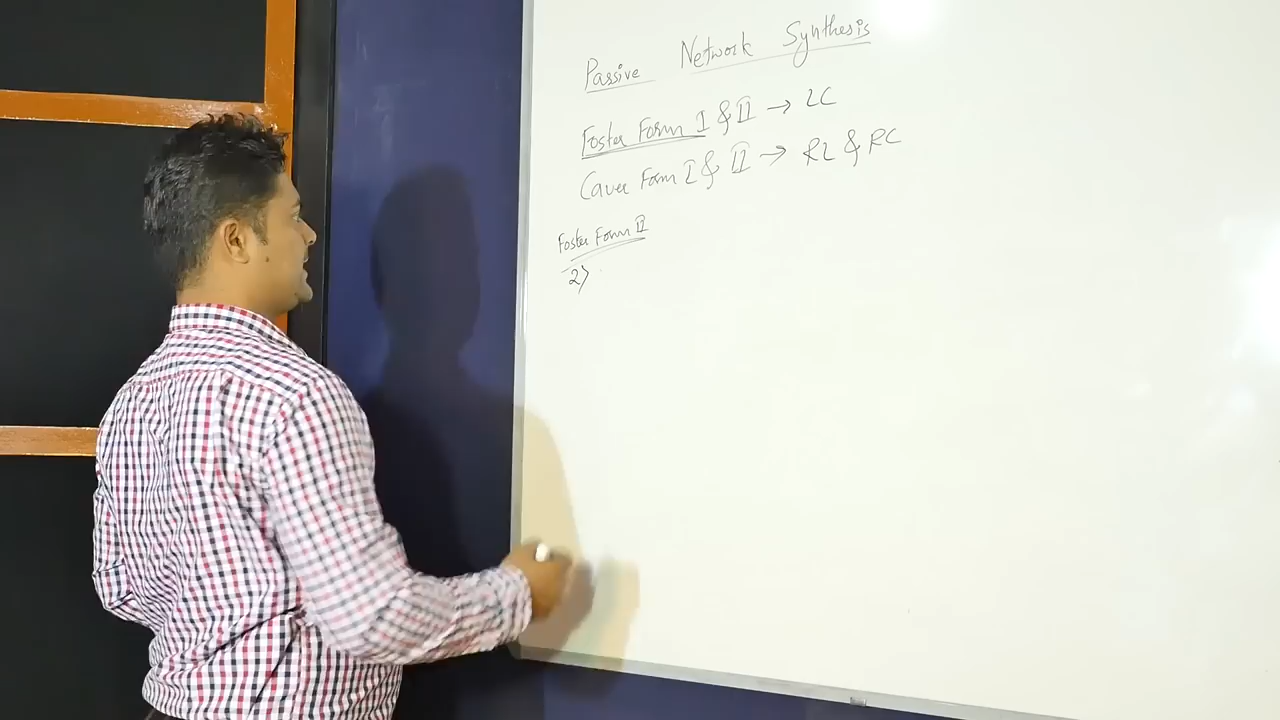 Passive Network Synthesis
Foster Form I & II → LC
Cauer Form I & II → RL & RC
Foster Form II
2)